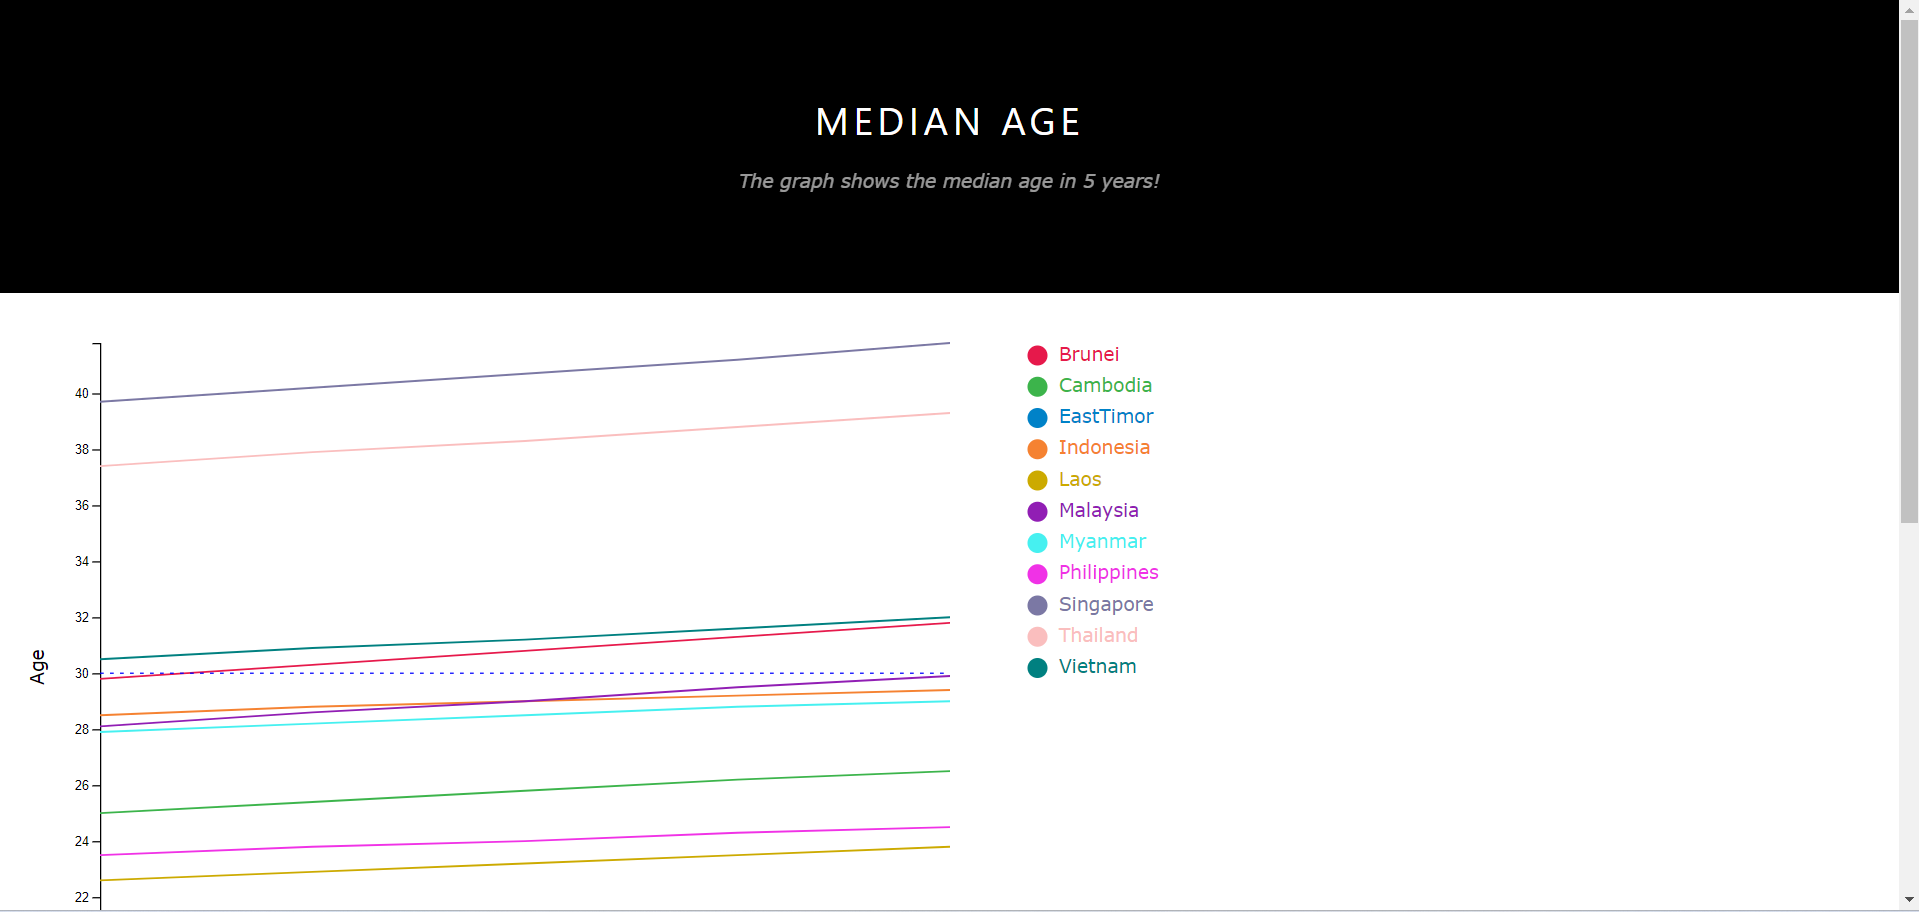 MEDIAN AGE
The graph shows the median age in 5 years!
40
38
36
34
32
30
28
26
24
22
Age
Brunei
Cambodia
EastTimor
Indonesia
Laos
Malaysia
Myanmar
Philippines
Singapore
Thailand
Vietnam